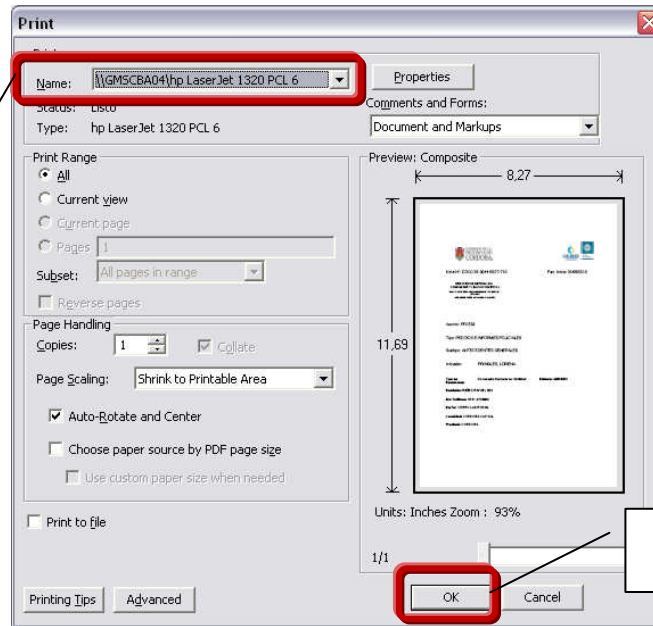 Print
Name: \\GMSCBA04\hp LaserJet 1320 PCL 6
Properties
Status: Listo
Comments and Forms:
Type: hp LaserJet 1320 PCL 6
Document and Markups
Print Range
All
Current view
Current page
Pages 1
Subset: All pages in range
Reverse pages
Page Handling
Copies: 1
Collate
Page Scaling: Shrink to Printable Area
Auto-Rotate and Center
Choose paper source by PDF page size
Use custom paper size when needed
Print to file
Preview: Composite
8,27
11,69
Units: Inches Zoom : 93%
1/1
Printing Tips
Advanced
OK
Cancel